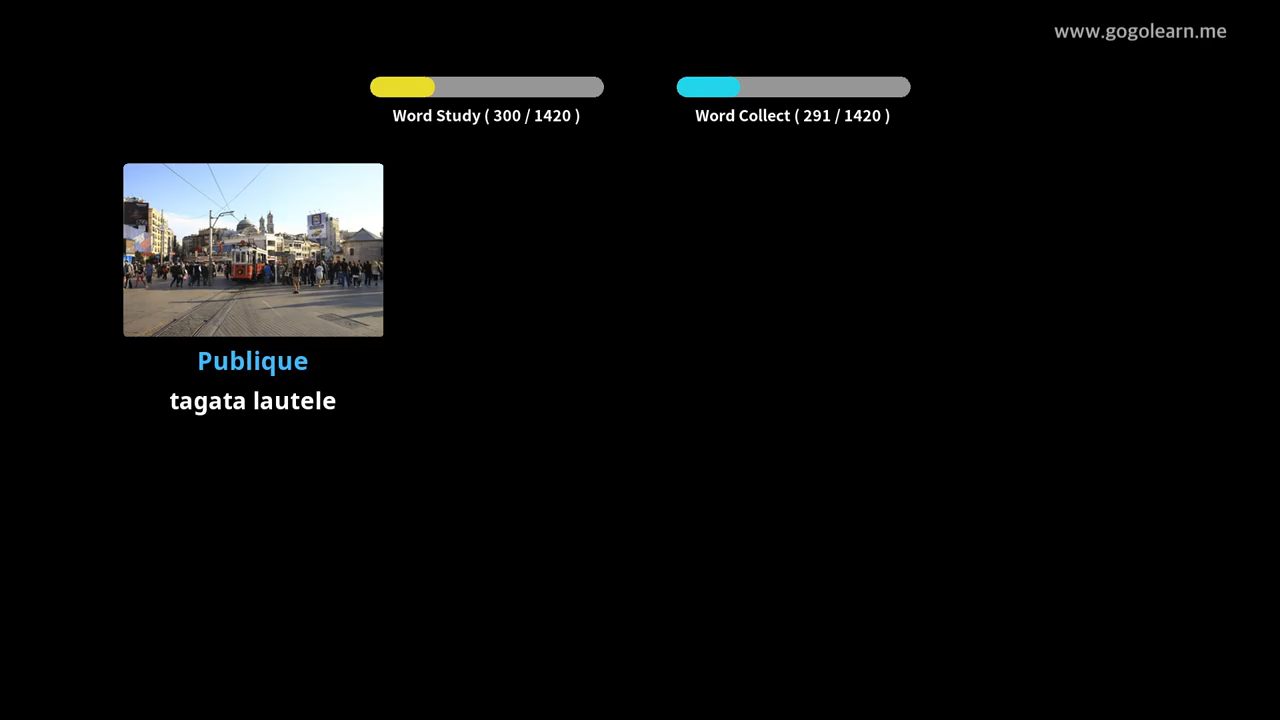 www.gogolearn.me
Word Study ( 300 / 1420 )
Word Collect ( 291 / 1420 )
Publique
tagata lautele